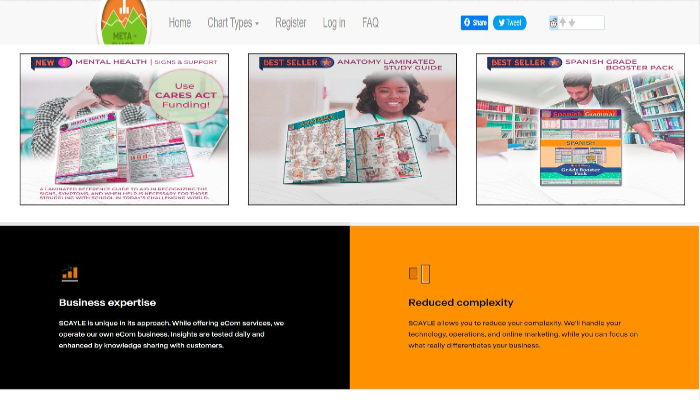 META -
Home
Chart Types
Register
Log in
FAQ
Share
Tweet
NEW
MENTAL HEALTH | SIGNS & SUPPORT
Use
CARES ACT
Funding!
MENTAL HEALTH
A LAMINATED REFERENCE GUIDE TO AID IN RECOGNIZING THE
SIGNS, SYMPTOMS, AND WHEN HELP IS NECESSARY FOR THOSE
STRUGGLING WITH SCHOOL IN TODAY'S CHALLENGING WORLD.
BEST SELLER
ANATOMY LAMINATED
STUDY GUIDE
BEST SELLER
SPANISH GRADE
BOOSTER PACK
Spanish Grammar
SPANISH
Grade Booster
Pack
Business expertise
SCAYLE is unique in its approach. While offering eCom services, we
operate our own eCom business. Insights are tested daily and
enhanced by knowledge sharing with customers.
Reduced complexity
SCAYLE allows you to reduce your complexity. We'll handle your
technology, operations, and online marketing, while you can focus on
what really differentiates your business.